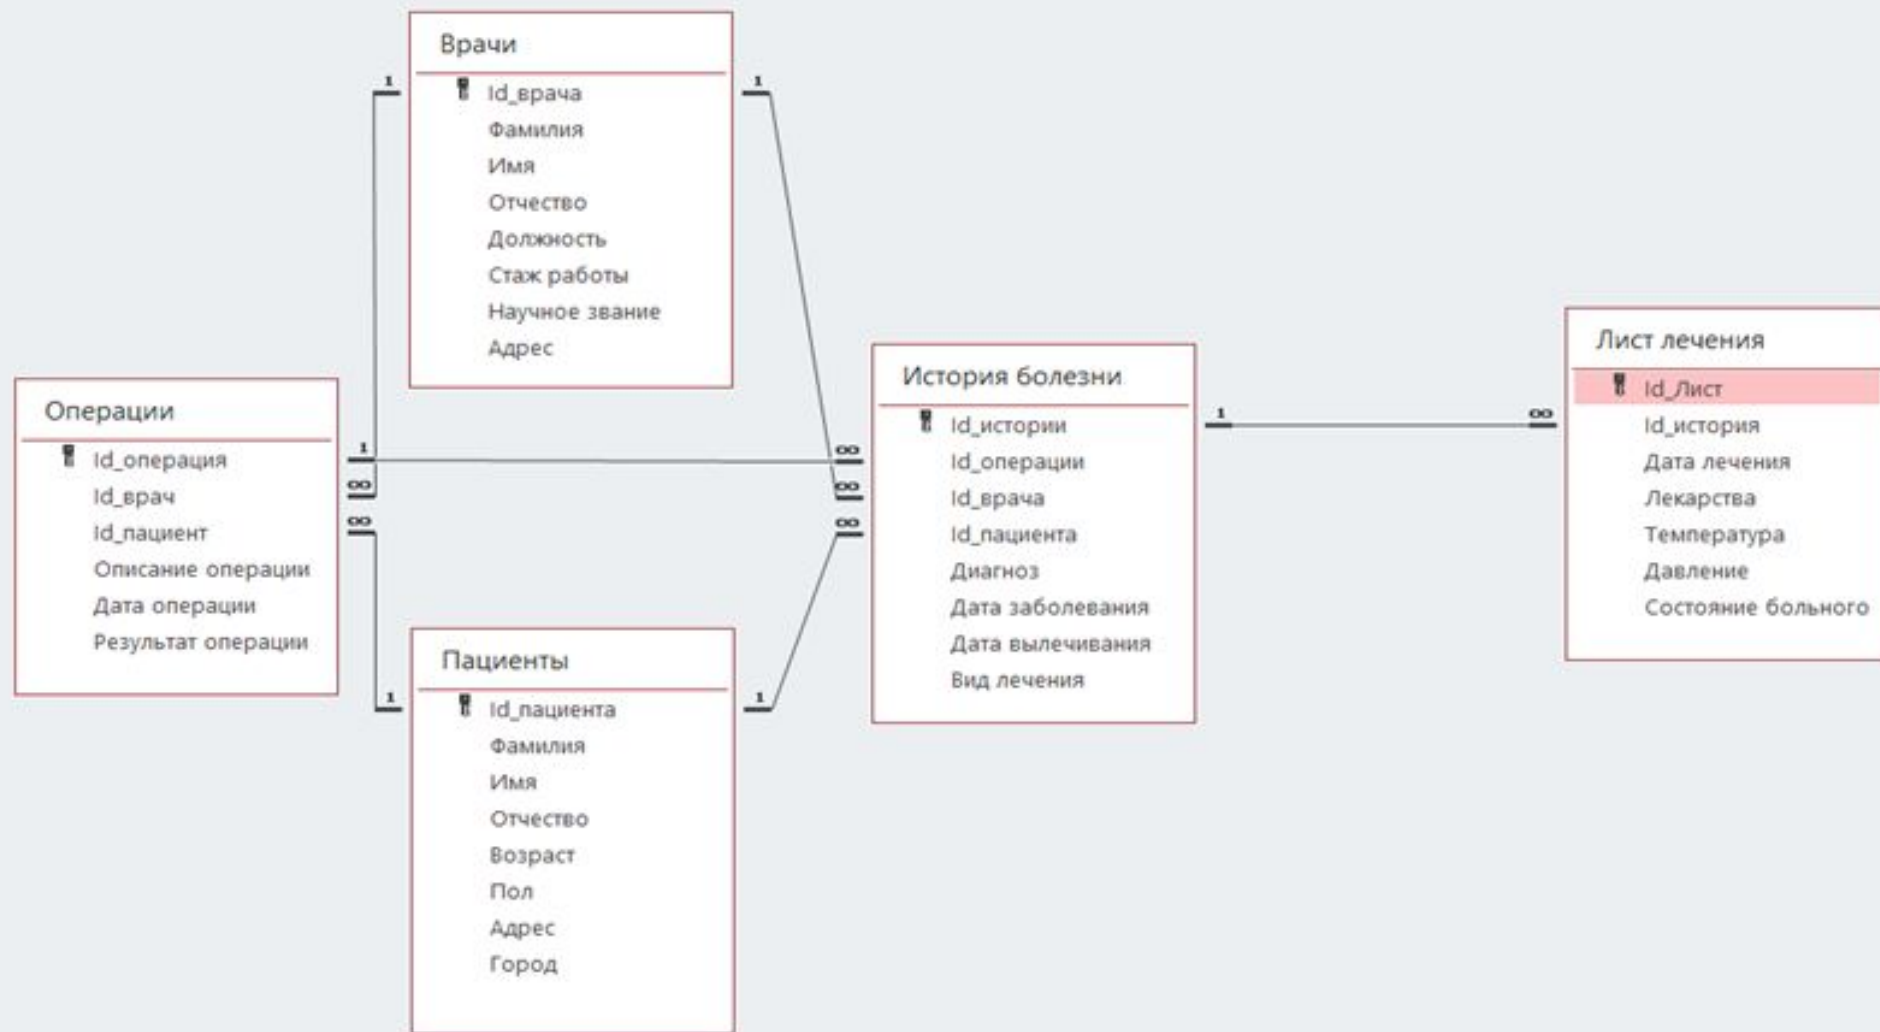 Врачи
Id_врача
Фамилия
Имя
Отчество
Должность
Стаж работы
Научное звание
Адрес
Операции
Id_операция
Id_врач
Id_пациент
Описание операции
Дата операции
Результат операции
Пациенты
Id_пациента
Фамилия
Имя
Отчество
Возраст
Пол
Адрес
Город
История болезни
Id_истории
Id_операции
Id_врача
Id_пациента
Диагноз
Дата заболевания
Дата вылечивания
Вид лечения
Лист лечения
Id_Лист
Id_история
Дата лечения
Лекарства
Температура
Давление
Состояние больного
1
1
1
∞
∞
∞
∞
∞
1
1
1
∞